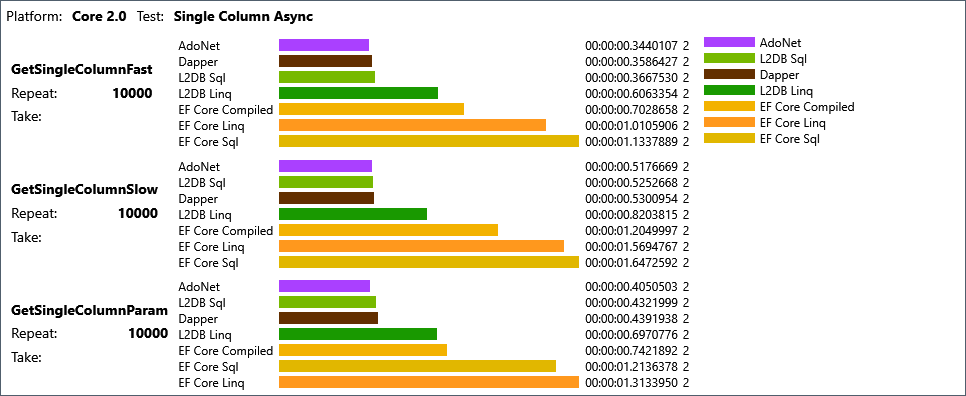 Platform: Core 2.0 Test: Single Column Async
GetSingleColumnFast
Repeat: 10000
Take:
AdoNet 00:00:00.3440107 2
Dapper 00:00:00.3586427 2
L2DB Sql 00:00:00.3667530 2
L2DB Linq 00:00:00.6063354 2
EF Core Compiled 00:00:00.7028658 2
EF Core Linq 00:00:01.0105906 2
EF Core Sql 00:00:01.1337889 2
GetSingleColumnSlow
Repeat: 10000
Take:
AdoNet 00:00:00.5176669 2
L2DB Sql 00:00:00.5252668 2
Dapper 00:00:00.5300954 2
L2DB Linq 00:00:00.8203815 2
EF Core Compiled 00:00:01.2049997 2
EF Core Linq 00:00:01.5694767 2
EF Core Sql 00:00:01.6472592 2
GetSingleColumnParam
Repeat: 10000
Take:
AdoNet 00:00:00.4050503 2
L2DB Sql 00:00:00.4321999 2
Dapper 00:00:00.4391938 2
L2DB Linq 00:00:00.6970776 2
EF Core Compiled 00:00:00.7421892 2
EF Core Sql 00:00:01.2136378 2
EF Core Linq 00:00:01.3133950 2
AdoNet
L2DB Sql
Dapper
L2DB Linq
EF Core Compiled
EF Core Linq
EF Core Sql